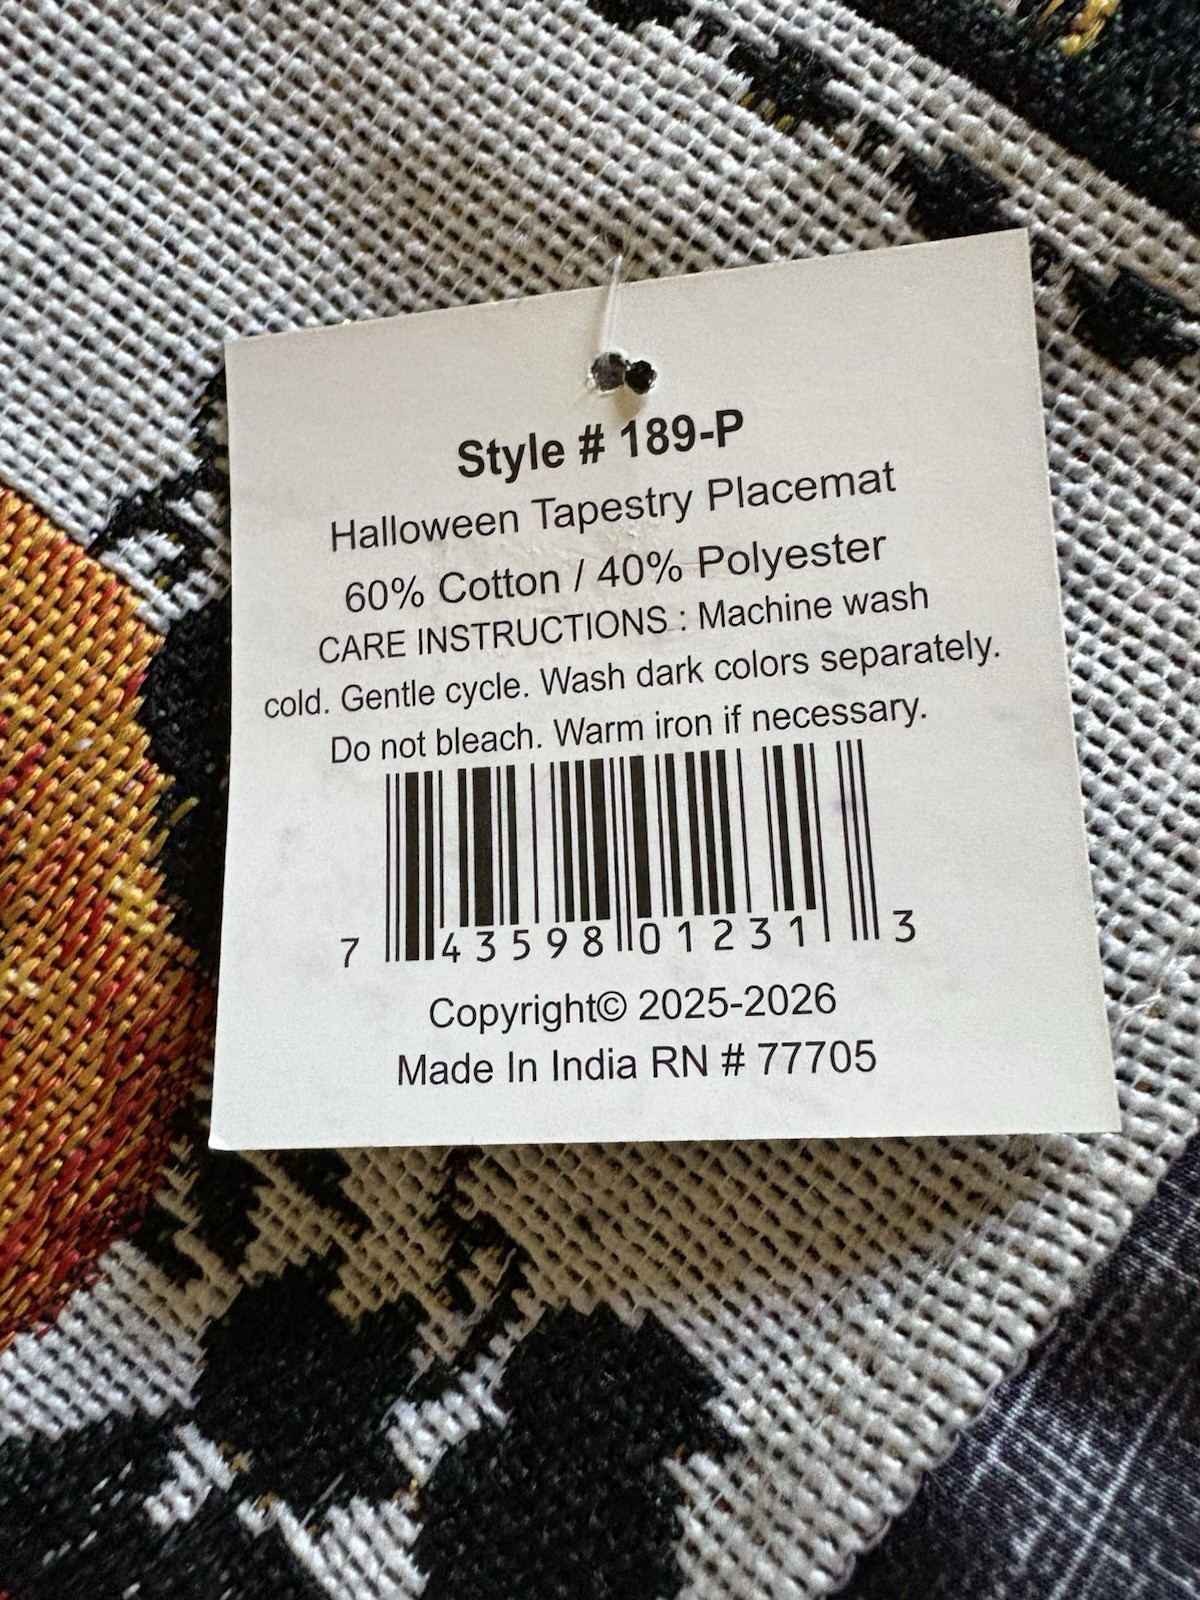 Style # 189-P
Halloween Tapestry Placemat
60% Cotton / 40% Polyester
CARE INSTRUCTIONS : Machine wash
cold. Gentle cycle. Wash dark colors separately.
Do not bleach. Warm iron if necessary.
7 43598 01231 3
Copyright© 2025-2026
Made In India RN # 77705